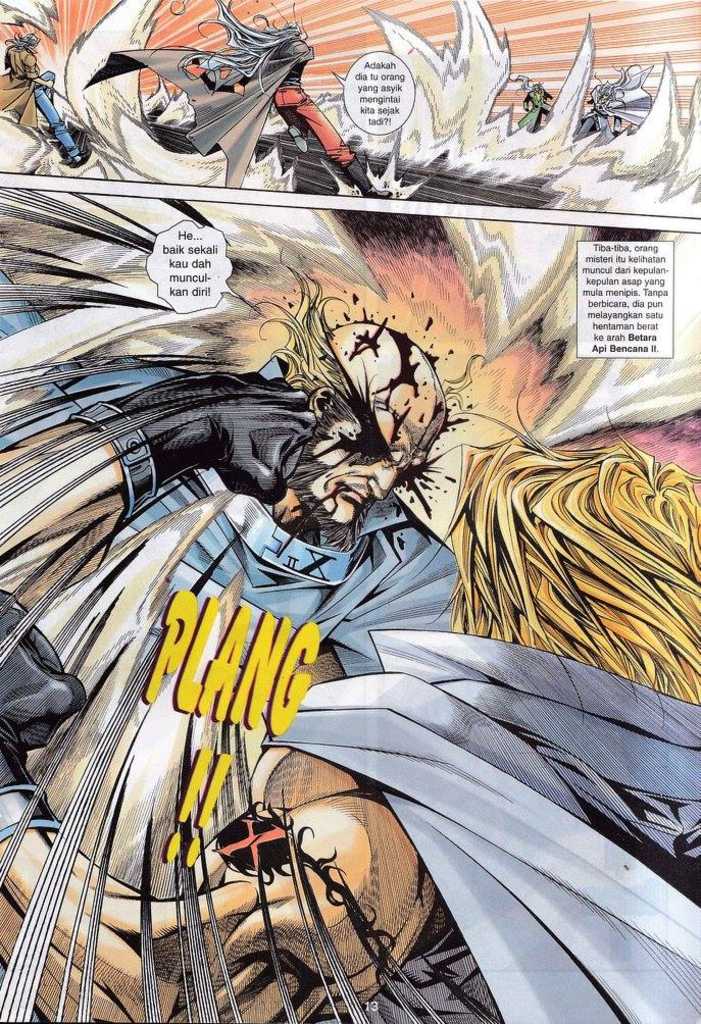 Adakah
dia tu orang
yang asyik
mengintai
kita sejak
tadi?!
He...
baik sekali
kau dah
muncul-
kan diri!
Tiba-tiba, orang
misteri itu kelihatan
muncul dari kepulan-
kepulan asap yang
mula menipis. Tanpa
berbicara, dia pun
melayangkan satu
hentaman berat
ke arah Betara
Api Bencana II.
PLANG
!!
13